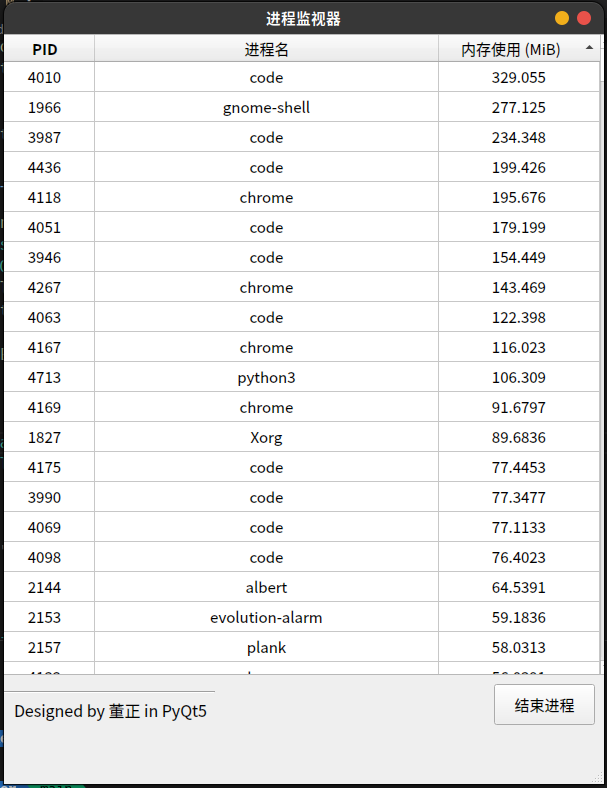 进程监视器
PID 进程名 内存使用 (MiB)
4010 code 329.055
1966 gnome-shell 277.125
3987 code 234.348
4436 code 199.426
4118 chrome 195.676
4051 code 179.199
3946 code 154.449
4267 chrome 143.469
4063 code 122.398
4167 chrome 116.023
4713 python3 106.309
4169 chrome 91.6797
1827 Xorg 89.6836
4175 code 77.4453
3990 code 77.3477
4069 code 77.1133
4098 code 76.4023
2144 albert 64.5391
2153 evolution-alarm 59.1836
2157 plank 58.0313
Designed by 董正 in PyQt5
结束进程